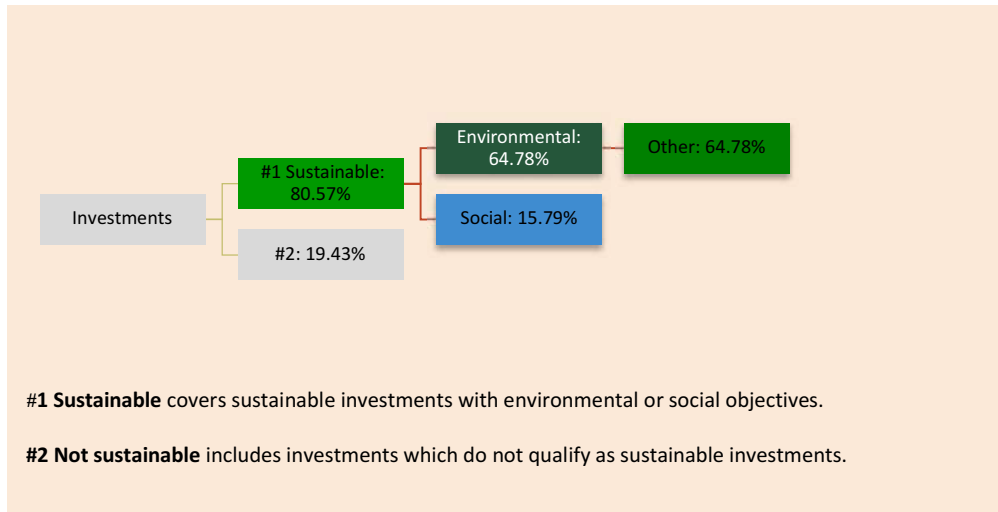 Investments
#1 Sustainable:
80.57%
#2: 19.43%
Environmental:
64.78%
Social: 15.79%
Other: 64.78%
#1 Sustainable covers sustainable investments with environmental or social objectives.
#2 Not sustainable includes investments which do not qualify as sustainable investments.